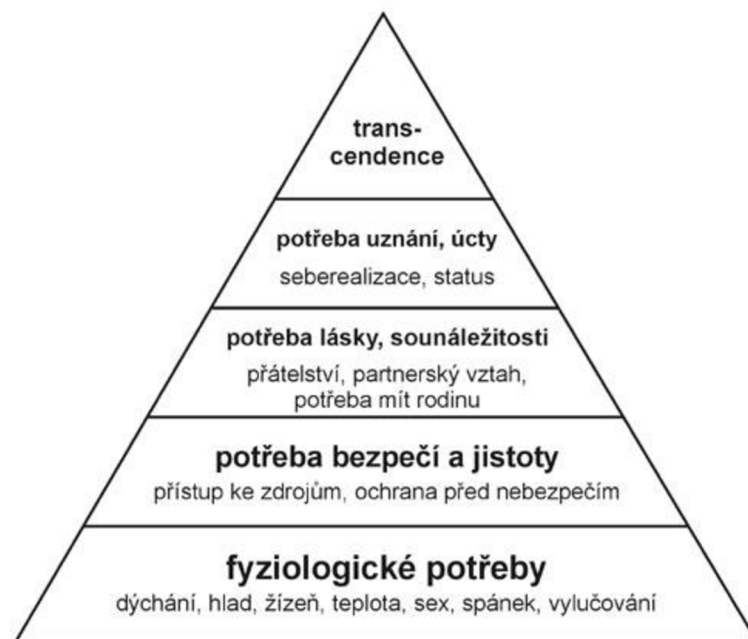 trans-
cendence
potřeba uznání, úcty
seberealizace, status
potřeba lásky, sounáležitosti
přátelství, partnerský vztah,
potřeba mít rodinu
potřeba bezpečí a jistoty
přístup ke zdrojům, ochrana před nebezpečím
fyziologické potřeby
dýchání, hlad, žízeň, teplota, sex, spánek, vylučování